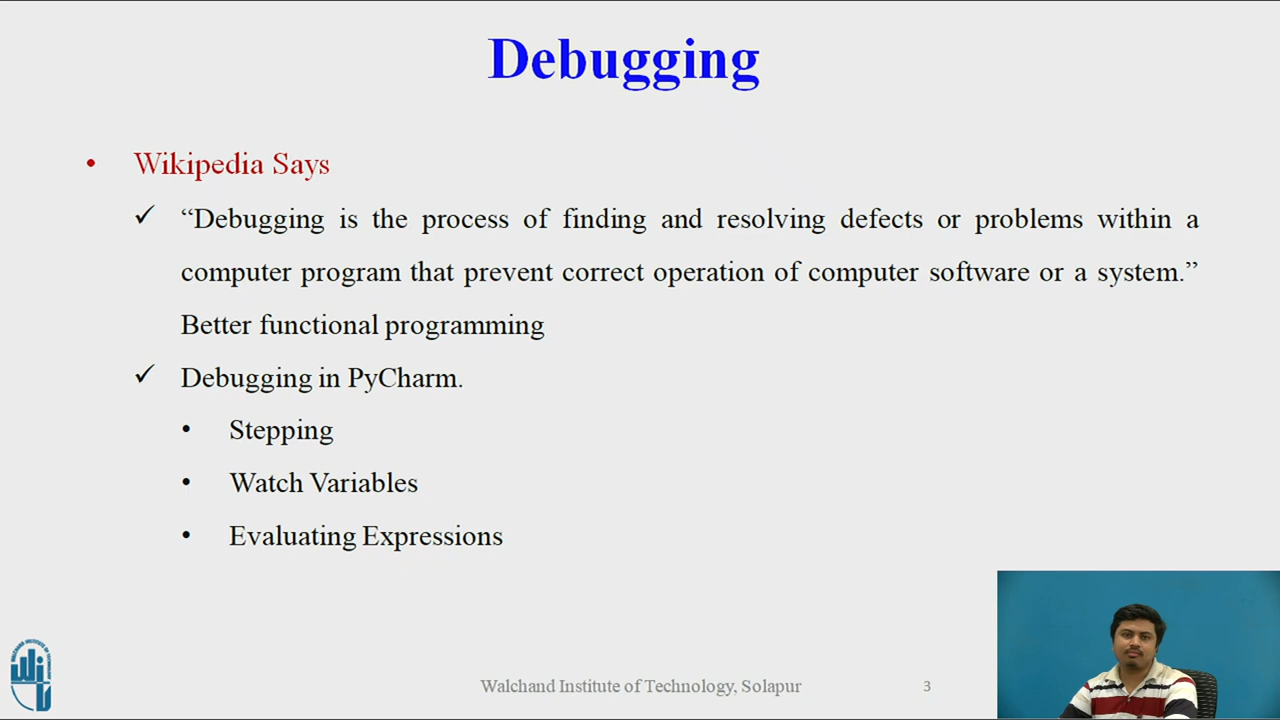 Debugging
• Wikipedia Says
✓ “Debugging is the process of finding and resolving defects or problems within a
computer program that prevent correct operation of computer software or a system.”
Better functional programming
✓ Debugging in PyCharm.
• Stepping
• Watch Variables
• Evaluating Expressions
Walchand Institute of Technology, Solapur 3